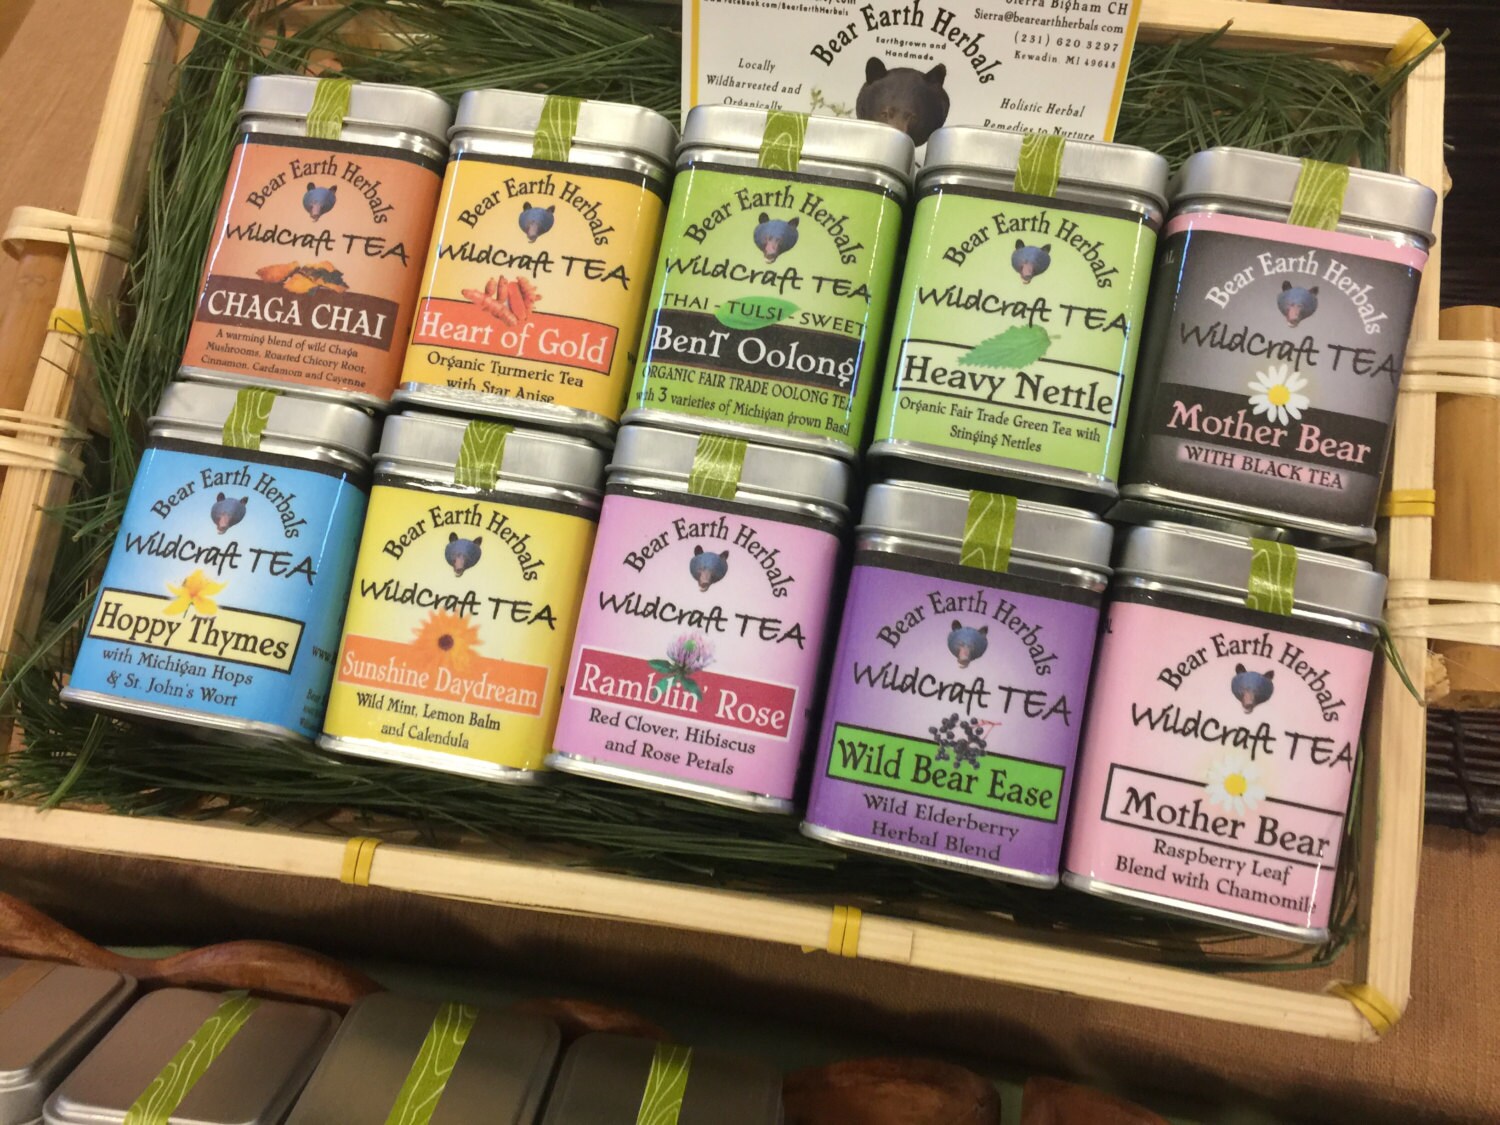 Facebook.com/BearEarthHerbals
Bear Earth Herbals
Earthgrown and
Handmade
Locally
Wildharvested and
Organically
Sierra Bigham CH
Sierra@bearearthherbals.com
(231) 620 3297
Kewadin, MI 49648
Holistic Herbal
Remedies to Nurture
Bear Earth Herbals
Wildcraft TEA
CHAGA CHAI
A warming blend of wild Chaga
Mushrooms, Roasted Chicory Root,
Cinnamon, Cardamom and Cayenne
Bear Earth Herbals
Wildcraft TEA
Heart of Gold
Organic Turmeric Tea
with Star Anise
Bear Earth Herbals
Wildcraft TEA
THAI - TULSI - SWEET
BenT Oolong
ORGANIC FAIR TRADE OOLONG TEA
with 3 varieties of Michigan grown Basil
Bear Earth Herbals
Wildcraft TEA
Heavy Nettle
Organic Fair Trade Green Tea with
Stinging Nettles
Bear Earth Herbals
Wildcraft TEA
Mother Bear
WITH BLACK TEA
Bear Earth Herbals
Wildcraft TEA
Hoppy Thymes
with Michigan Hops
& St. John's Wort
Bear Earth Herbals
Wildcraft TEA
Sunshine Daydream
Wild Mint, Lemon Balm
and Calendula
Bear Earth Herbals
Wildcraft TEA
Ramblin' Rose
Red Clover, Hibiscus
and Rose Petals
Bear Earth Herbals
Wildcraft TEA
Wild Bear Ease
Wild Elderberry
Herbal Blend
Bear Earth Herbals
Wildcraft TEA
Mother Bear
Raspberry Leaf
Blend with Chamomile